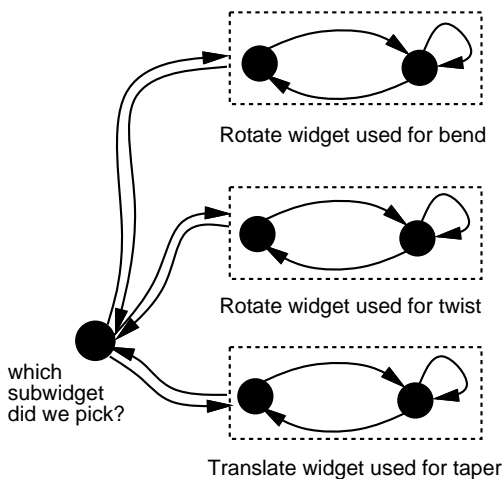 Rotate widget used for bend
Rotate widget used for twist
which
subwidget
did we pick?
Translate widget used for taper